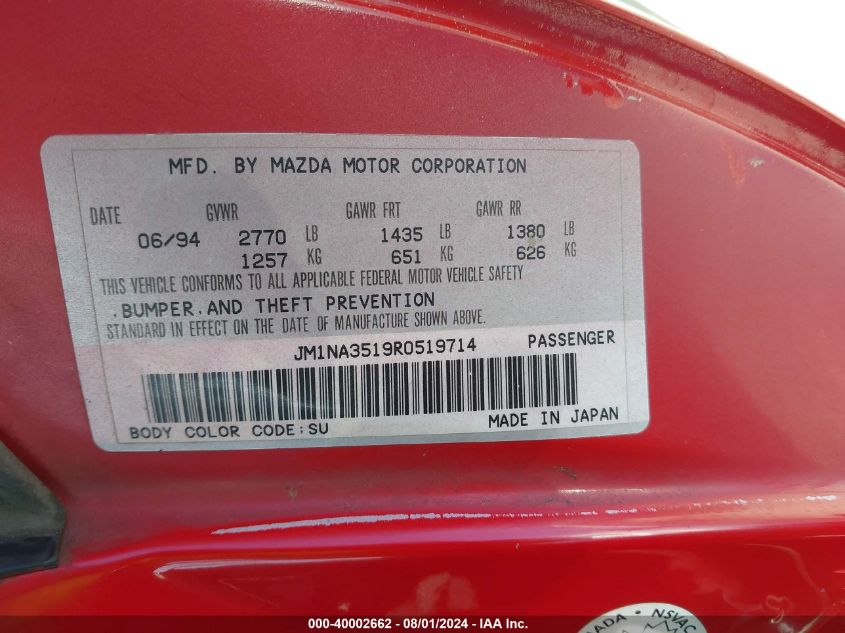 MFD. BY MAZDA MOTOR CORPORATION
DATE GVWR GAWR FRT GAWR RR
06/94 2770 LB 1435 LB 1380 LB
1257 KG 651 KG 626 KG
THIS VEHICLE CONFORMS TO ALL APPLICABLE FEDERAL MOTOR VEHICLE SAFETY
.BUMPER.AND THEFT PREVENTION
STANDARD IN EFFECT ON THE DATE OF MANUFACTURE SHOWN ABOVE.
JM1NA3519R0519714 PASSENGER
BODY COLOR CODE:SU MADE IN JAPAN
NSVAC
000-40002662 - 08/01/2024 - IAA Inc.